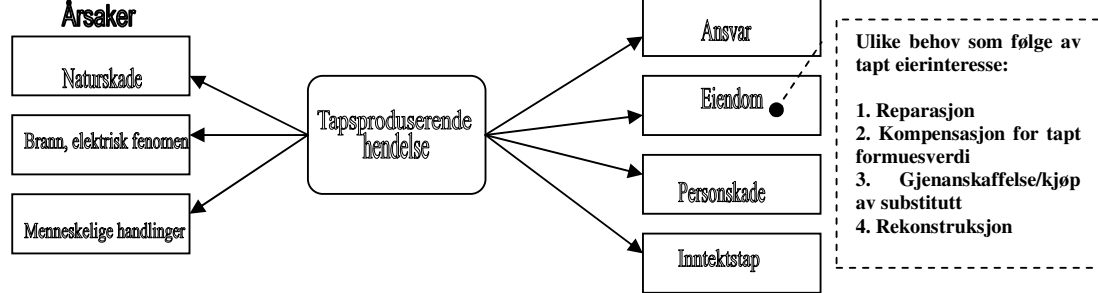 Årsaker
Naturskade
Brann, elektrisk fenomen
Menneskelige handlinger
Tapsproduserende
hendelse
Ansvar
Eiendom
Personskade
Inntektstap
Ulike behov som følge av
tapt eierinteresse:
1. Reparasjon
2. Kompensasjon for tapt
formuesverdi
3. Gjenanskaffelse/kjøp
av substitutt
4. Rekonstruksjon